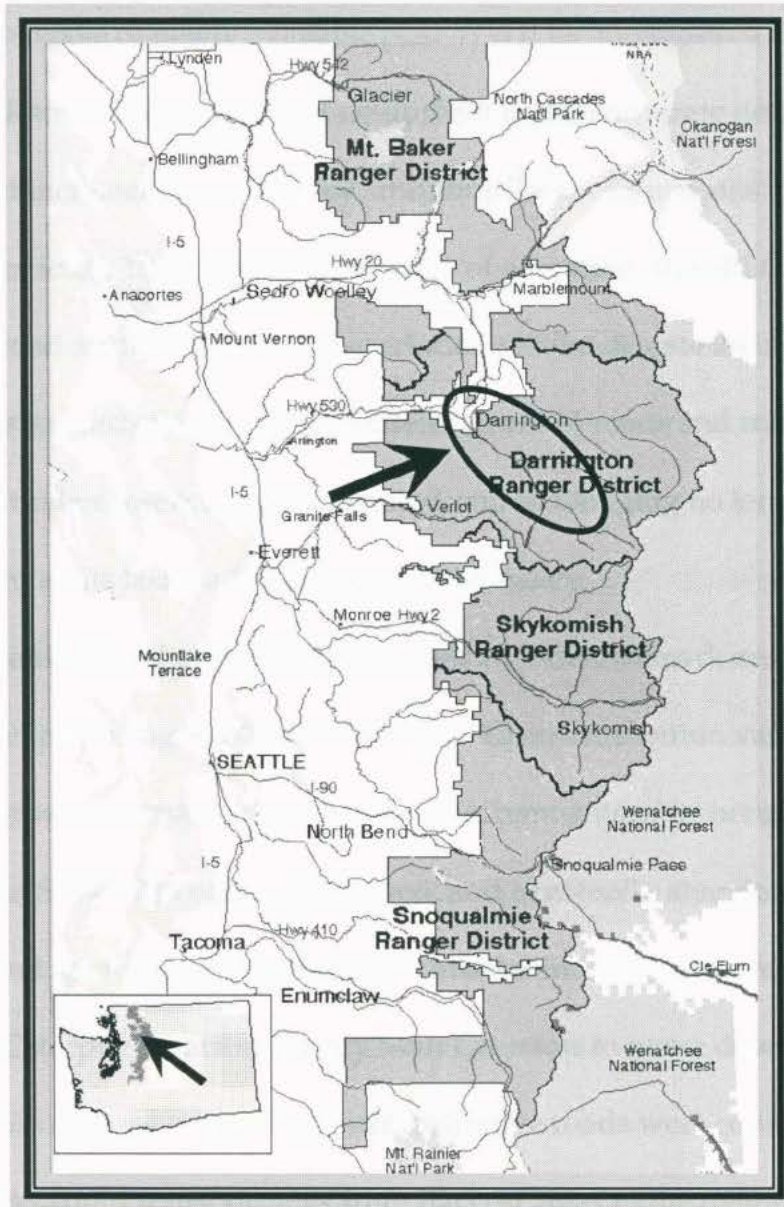 Lynden
Hwy 542
NRA
Glacier
North Cascades
Nat'l Park
Okanogan
Nat'l Forest
Mt. Baker
Ranger District
Bellingham
I-5
Hwy 20
Anacortes
Sedro Woolley
Marblemount
Mount Vernon
Hwy 530
Darrington
Arlington
Darrington
Ranger District
I-5
Granite Falls
Verlot
Everett
Monroe Hwy 2
Skykomish
Ranger District
Mountlake
Terrace
Skykomis
SEATTLE
I-90
Wenatchee
National Forest
North Bend
Snoqualmie Pass
I-5
Snoqualmie
Ranger District
Hwy 410
Tacoma
Cle Elum
Enumclaw
Wenatchee
National Forest
Mt. Rainier
Nat'l Park